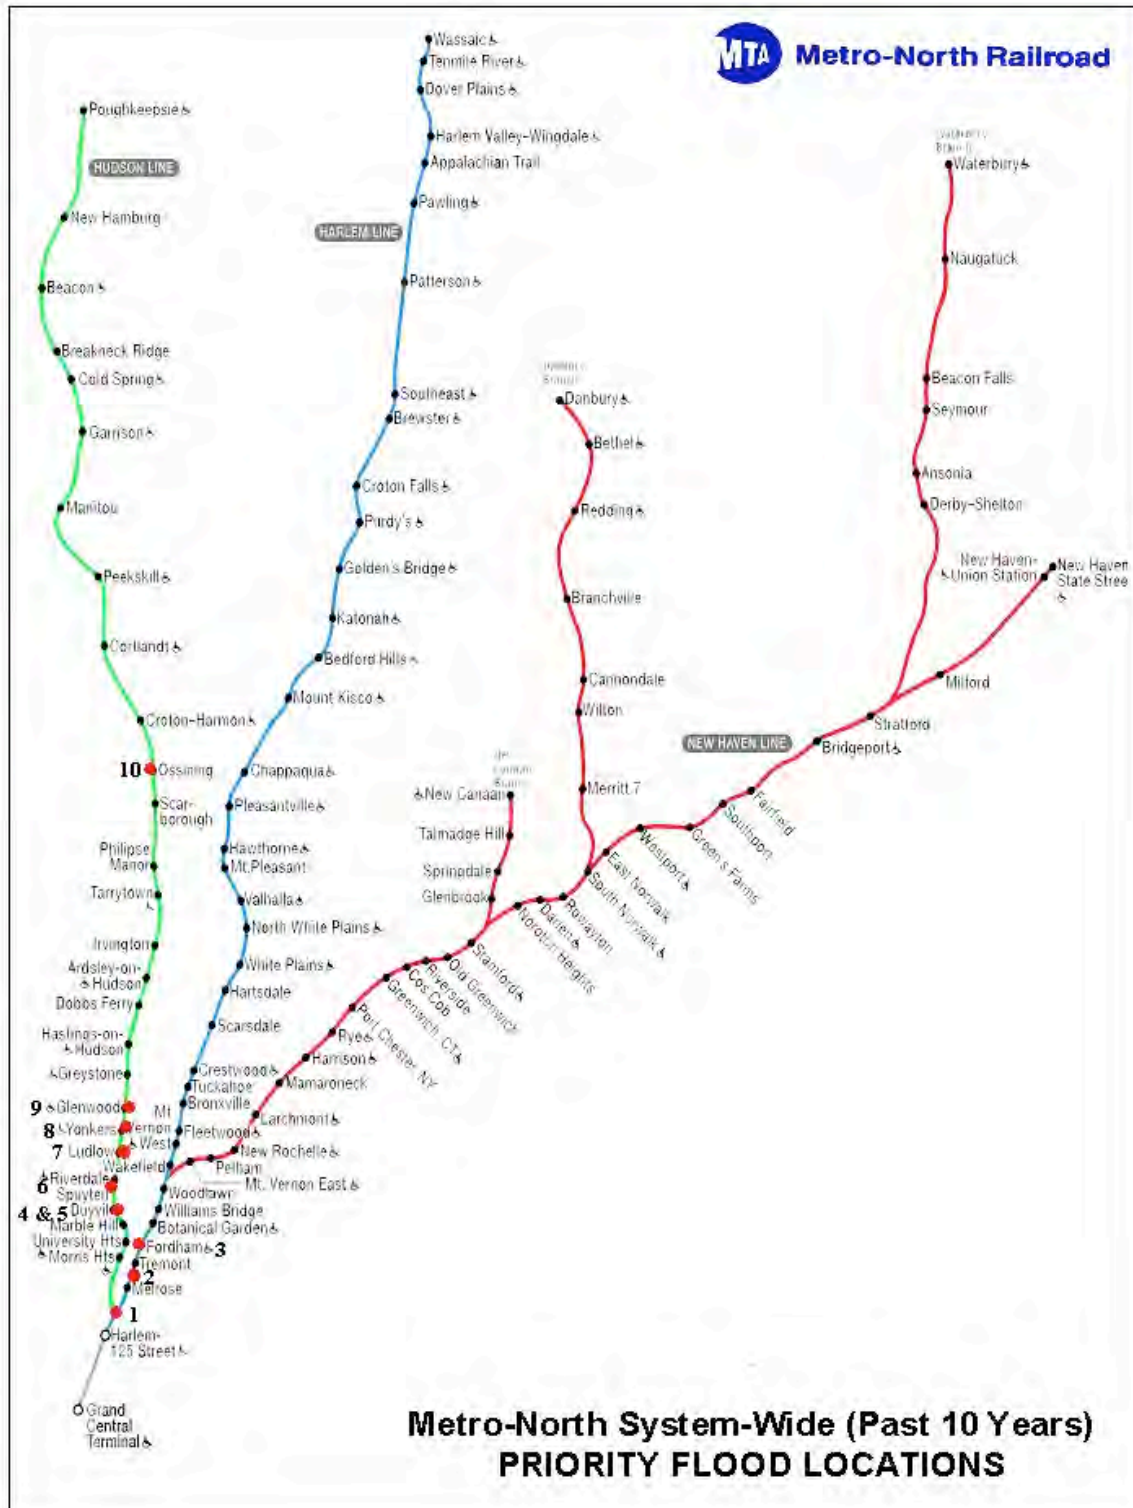 MTA Metro-North Railroad
Wassaic
Tenmile River
Dover Plains
Harlem Valley-Wingdale
Appalachian Trail
Pawling
HARLEM LINE
Patterson
Southeast
Brewster
Croton Falls
Purdy's
Golden's Bridge
Katonah
Bedford Hills
Mount Kisco
Chappaqua
Pleasantville
Hawthorne
Mt.Pleasant
Valhalla
North White Plains
White Plains
Hartsdale
Scarsdale
Crestwood
Tuckahoe
Bronxville
Fleetwood
Mt
Vernon
West
Wakefield
Woodlawn
Williams Bridge
Botanical Garden
Fordham 3
Tremont
2
Melrose
1
Harlem-
125 Street
Grand
Central
Terminal
Poughkeepsie
HUDSON LINE
New Hamburg
Beacon
Breakneck Ridge
Cold Spring
Garrison
Manitou
Peekskill
Cortlandt
Croton-Harmon
10 Ossining
Scar-
borough
Philipse
Manor
Tarrytown
Irvington
Ardsley-on-
Hudson
Dobbs Ferry
Hastings-on-
Hudson
Greystone
9 Glenwood
8 Yonkers
7 Ludlow
Riverdale
6
Spuyten
4 & 5 Duyvil
Marble Hill
University Hts
Morris Hts
Waterbury
Naugatuck
Beacon Falls
Seymour
Ansonia
Derby-Shelton
New Haven-
Union Station
New Haven
State Stree
Milford
Stratford
Bridgeport
NEW HAVEN LINE
Fairfield
Southport
Green's Farms
Westport
East Norwalk
South Norwalk
Rowayton
Darien
Noroton Heights
Stamford
Old Greenwich
Riverside
Cos Cob
Greenwich, CT
Port Chester, NY
Rye
Harrison
Mamaroneck
Larchmont
New Rochelle
Pelham
Mt. Vernon East
Danbury
Bethel
Redding
Branchville
Cannondale
Wilton
Merritt 7
New Canaan
Talmadge Hill
Springdale
Glenbrook
Metro-North System-Wide (Past 10 Years)
PRIORITY FLOOD LOCATIONS